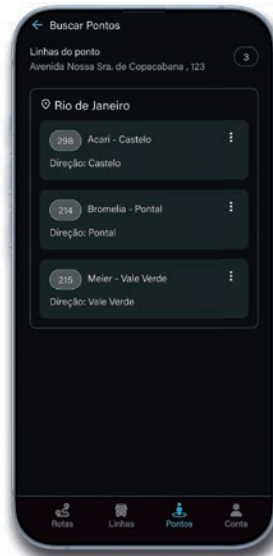 Buscar Pontos
Linhas do ponto
3
Avenida Nossa Sra. de Copacabana , 123
Rio de Janeiro
298 Acari - Castelo
Direção: Castelo
214 Bromelia - Pontal
Direção: Pontal
215 Meier - Vale Verde
Direção: Vale Verde
Rotas Linhas Pontos Conta